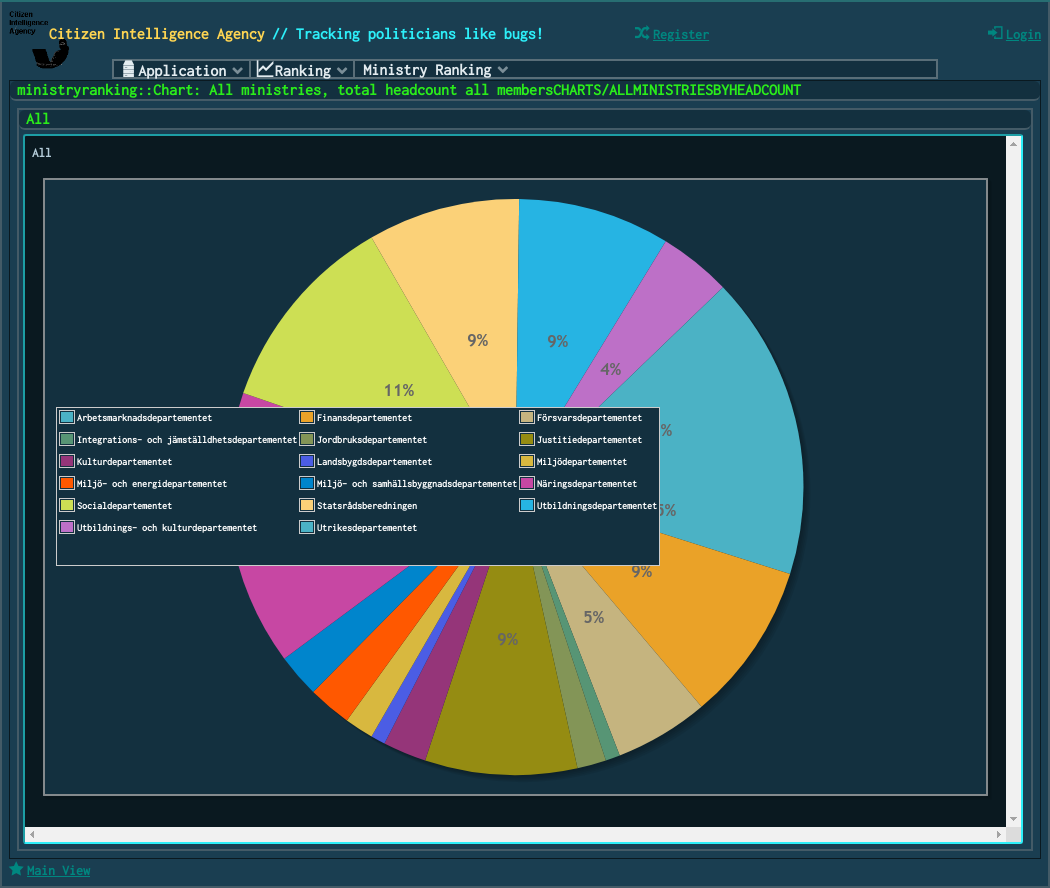 Citizen
Intelligence
Agency
Citizen Intelligence Agency // Tracking politicians like bugs!
Register
Login
Application
Ranking
Ministry Ranking
ministryranking::Chart: All ministries, total headcount all membersCHARTS/ALLMINISTRIESBYHEADCOUNT
All
All
9%
9%
4%
11%
%
5%
9%
5%
9%
Arbetsmarknadsdepartementet
Finansdepartementet
Försvarsdepartementet
Integrations- och jämställdhetsdepartementet
Jordbruksdepartementet
Justitiedepartementet
Kulturdepartementet
Landsbygdsdepartementet
Miljödepartementet
Miljö- och energidepartementet
Miljö- och samhällsbyggnadsdepartementet
Näringsdepartementet
Socialdepartementet
Statsrådsberedningen
Utbildningsdepartementet
Utbildnings- och kulturdepartementet
Utrikesdepartementet
Main View